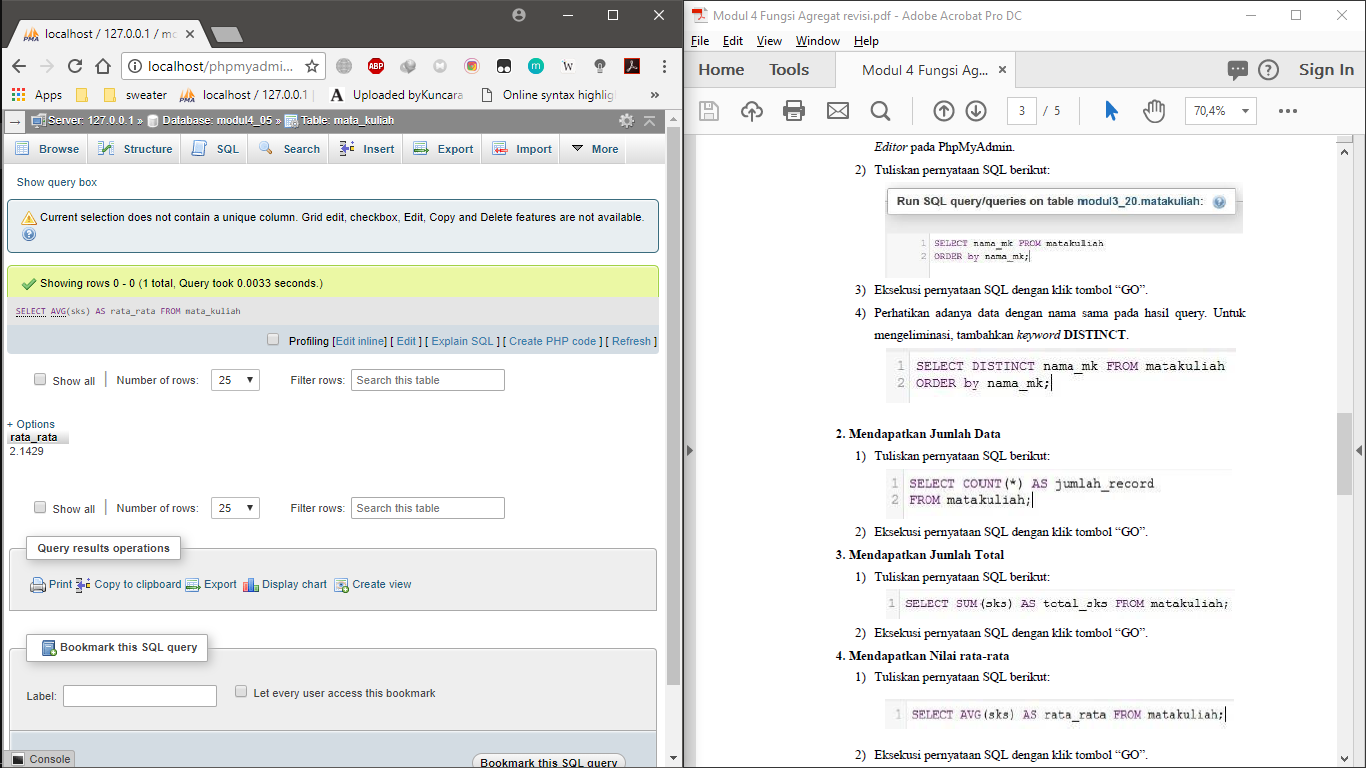 localhost / 127.0.0.1 / mo
localhost/phpmyadmi...
Apps
sweater
localhost / 127.0.0.1
Uploaded byKuncara
Online syntax highlig
»
Server: 127.0.0.1 » Database: modul4_05 » Table: mata_kuliah
Browse
Structure
SQL
Search
Insert
Export
Import
More
Show query box
Current selection does not contain a unique column. Grid edit, checkbox, Edit, Copy and Delete features are not available.
Showing rows 0 - 0 (1 total, Query took 0.0033 seconds.)
SELECT AVG(sks) AS rata_rata FROM mata_kuliah
Profiling [Edit inline] [ Edit ] [ Explain SQL ] [ Create PHP code ] [ Refresh ]
Show all | Number of rows: 25 Filter rows: Search this table
+ Options
rata_rata
2.1429
Show all | Number of rows: 25 Filter rows: Search this table
Query results operations
Print Copy to clipboard Export Display chart Create view
Bookmark this SQL query
Label:
Let every user access this bookmark
Console
Bookmark this SQL query
Modul 4 Fungsi Agregat revisi.pdf - Adobe Acrobat Pro DC
File Edit View Window Help
Home Tools
Modul 4 Fungsi Ag... ×
Sign In
3 / 5
70,4%
Editor pada PhpMyAdmin.
2) Tuliskan pernyataan SQL berikut:
Run SQL query/queries on table modul3_20.matakuliah:
1 SELECT nama_mk FROM matakuliah
2 ORDER by nama_mk;
3) Eksekusi pernyataan SQL dengan klik tombol “GO”.
4) Perhatikan adanya data dengan nama sama pada hasil query. Untuk
mengeliminasi, tambahkan keyword DISTINCT.
1 SELECT DISTINCT nama_mk FROM matakuliah
2 ORDER by nama_mk;
2. Mendapatkan Jumlah Data
1) Tuliskan pernyataan SQL berikut:
1 SELECT COUNT(*) AS jumlah_record
2 FROM matakuliah;
2) Eksekusi pernyataan SQL dengan klik tombol “GO”.
3. Mendapatkan Jumlah Total
1) Tuliskan pernyataan SQL berikut:
1 SELECT SUM(sks) AS total_sks FROM matakuliah;
2) Eksekusi pernyataan SQL dengan klik tombol “GO”.
4. Mendapatkan Nilai rata-rata
1) Tuliskan pernyataan SQL berikut:
1 SELECT AVG(sks) AS rata_rata FROM matakuliah;
2) Eksekusi pernyataan SQL dengan klik tombol “GO”.